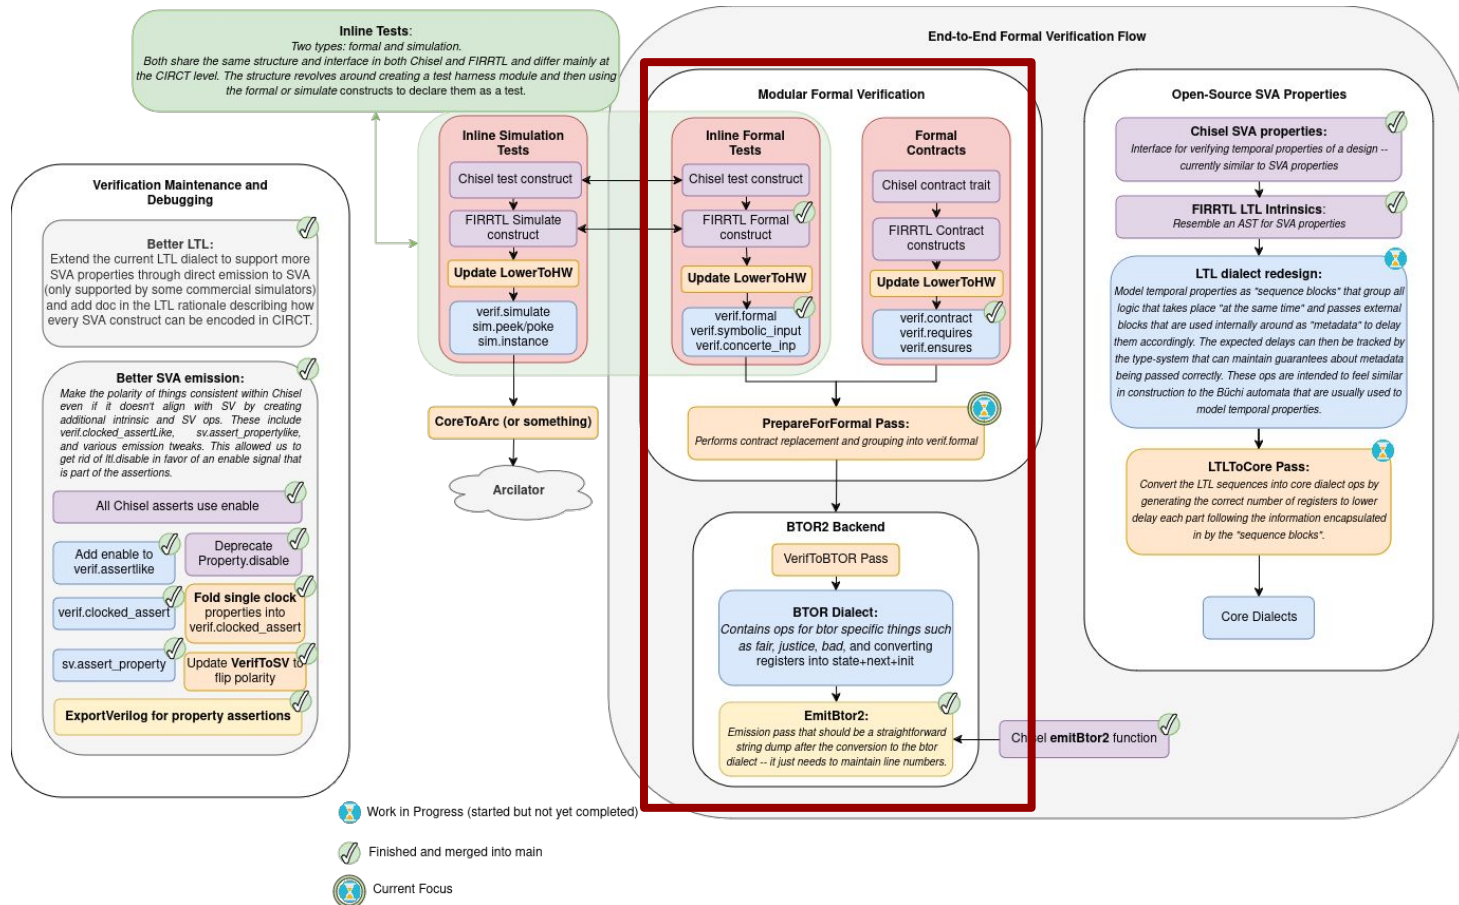 Inline Tests:
Two types: formal and simulation.
Both share the same structure and interface in both Chisel and FIRRTL and differ mainly at
the CIRCT level. The structure revolves around creating a test harness module and then using
the formal or simulate constructs to declare them as a test.
End-to-End Formal Verification Flow
Verification Maintenance and
Debugging
Better LTL:
Extend the current LTL dialect to support more
SVA properties through direct emission to SVA
(only supported by some commercial simulators)
and add doc in the LTL rationale describing how
every SVA construct can be encoded in CIRCT.
Better SVA emission:
Make the polarity of things consistent within Chisel
even if it doesn't align with SV by creating
additional intrinsic and SV ops. These include
verif.clocked_assertLike, sv.assert_propertylike,
and various emission tweaks. This allowed us to
get rid of ltl.disable in favor of an enable signal that
is part of the assertions.
All Chisel asserts use enable
Add enable to
verif.assertlike
Deprecate
Property.disable
verif.clocked_assert
Fold single clock
properties into
verif.clocked_assert
sv.assert_property
Update VerifToSV to
flip polarity
ExportVerilog for property assertions
Inline Simulation
Tests
Chisel test construct
FIRRTL Simulate
construct
Update LowerToHW
verif.simulate
sim.peek/poke
sim.instance
CoreToArc (or something)
Arcilator
Modular Formal Verification
Inline Formal
Tests
Chisel test construct
FIRRTL Formal
construct
Update LowerToHW
verif.formal
verif.symbolic_input
verif.concerte_inp
Formal
Contracts
Chisel contract trait
FIRRTL Contract
constructs
Update LowerToHW
verif.contract
verif.requires
verif.ensures
PrepareForFormal Pass:
Performs contract replacement and grouping into verif.formal
BTOR2 Backend
VerifToBTOR Pass
BTOR Dialect:
Contains ops for btor specific things such
as fair, justice, bad, and converting
registers into state+next+init
EmitBtor2:
Emission pass that should be a straightforward
string dump after the conversion to the btor
dialect -- it just needs to maintain line numbers.
Chisel emitBtor2 function
Open-Source SVA Properties
Chisel SVA properties:
Interface for verifying temporal properties of a design --
currently similar to SVA properties
FIRRTL LTL Intrinsics:
Resemble an AST for SVA properties
LTL dialect redesign:
Model temporal properties as "sequence blocks" that group all
logic that takes place "at the same time" and passes external
blocks that are used internally around as "metadata" to delay
them accordingly. The expected delays can then be tracked by
the type-system that can maintain guarantees about metadata
being passed correctly. These ops are intended to feel similar
in construction to the Büchi automata that are usually used to
model temporal properties.
LTLToCore Pass:
Convert the LTL sequences into core dialect ops by
generating the correct number of registers to lower
delay each part following the information encapsulated
in by the "sequence blocks".
Core Dialects
Work in Progress (started but not yet completed)
Finished and merged into main
Current Focus